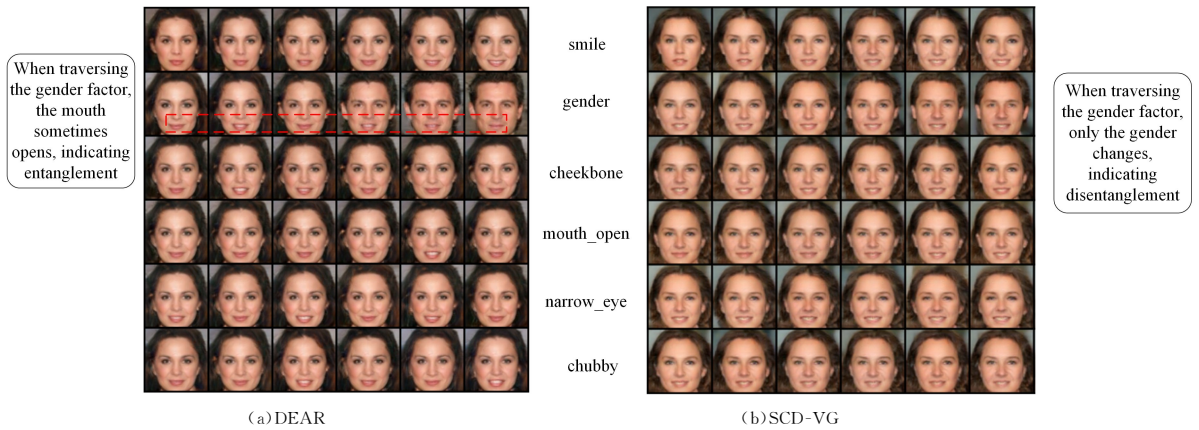 When traversing
the gender factor,
the mouth
sometimes
opens, indicating
entanglement
smile
gender
cheekbone
mouth_open
narrow_eye
chubby
When traversing
the gender factor,
only the gender
changes,
indicating
disentanglement
(a)DEAR
(b)SCD-VG